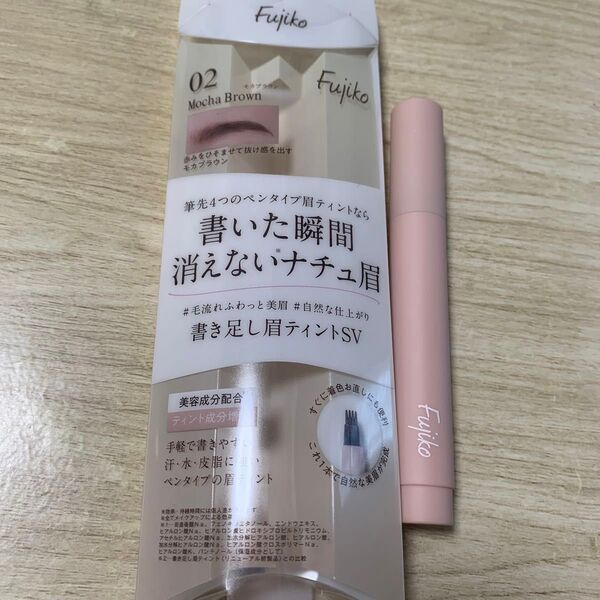 Fujiko
02
モカブラウン
Mocha Brown
Fujiko
赤みをひそませて抜け感を出す
モカブラウン
筆先4つのペンタイプ眉ティントなら
書いた瞬間
消えない※ナチュ眉
#毛流れふわっと美眉 #自然な仕上がり
書き足し眉ティントSV
美容成分配合
ティント成分増量
手軽で書きやすい
汗・水・皮脂に強い
ペンタイプの眉ティント
すぐに着色お直しにも便利
これ1本で自然な美眉が完成
Fujiko